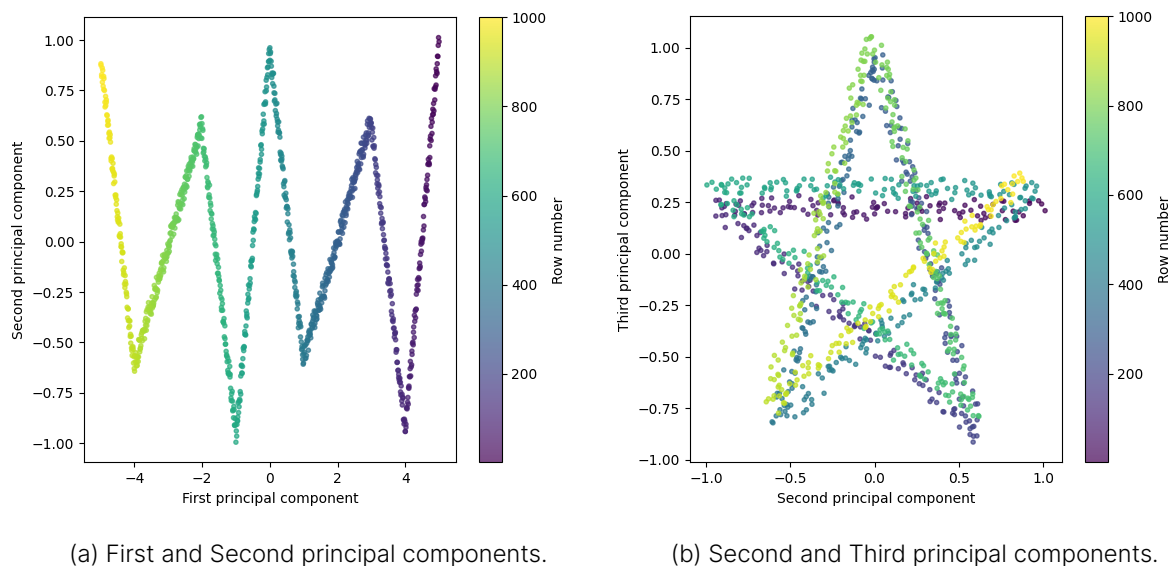 1.00
0.75
0.50
0.25
0.00
−0.25
−0.50
−0.75
−1.00
Second principal component
−4 −2 0 2 4
First principal component
1000
800
600
400
200
Row number
(a) First and Second principal components.
1.00
0.75
0.50
0.25
0.00
−0.25
−0.50
−0.75
−1.00
Third principal component
−1.0 −0.5 0.0 0.5 1.0
Second principal component
1000
800
600
400
200
Row number
(b) Second and Third principal components.